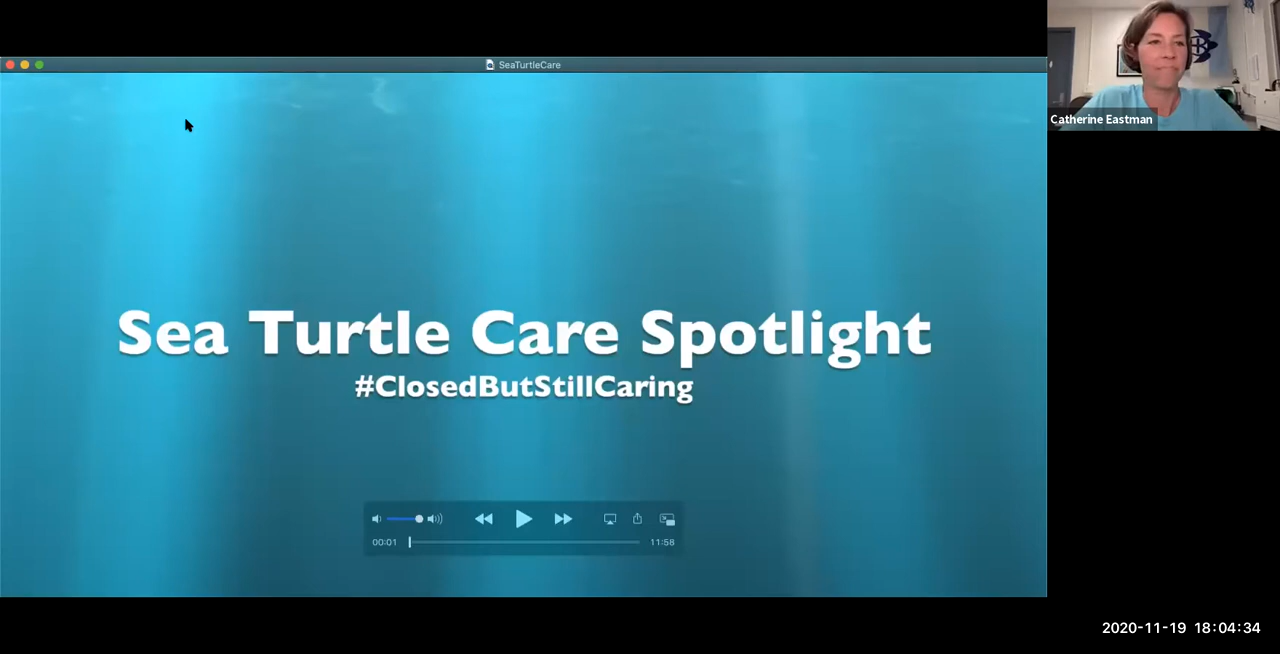 SeaTurtleCare
Catherine Eastman
Sea Turtle Care Spotlight
#ClosedButStillCaring
00:01
11:58
2020-11-19 18:04:34